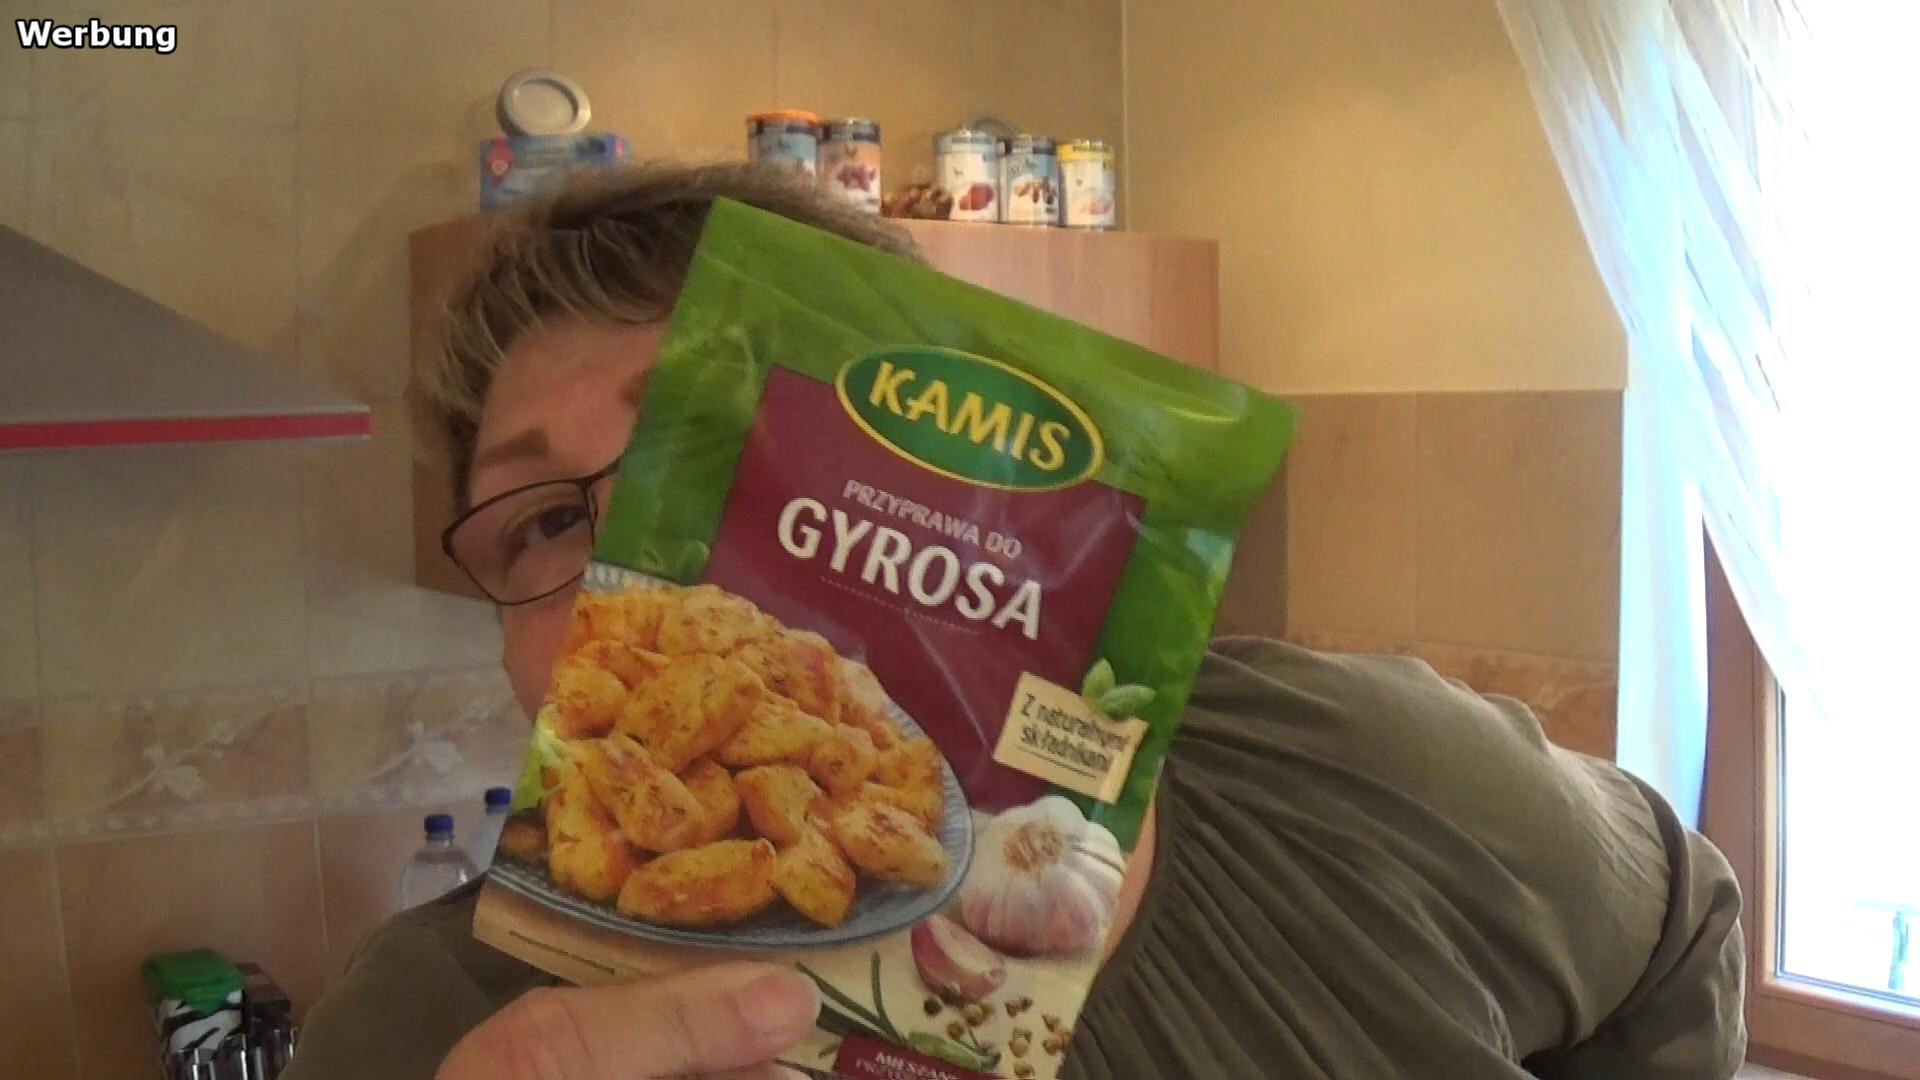 Werbung
KAMIS
PRZYPRAWA DO
GYROSA
Z naturalnymi
składnikami